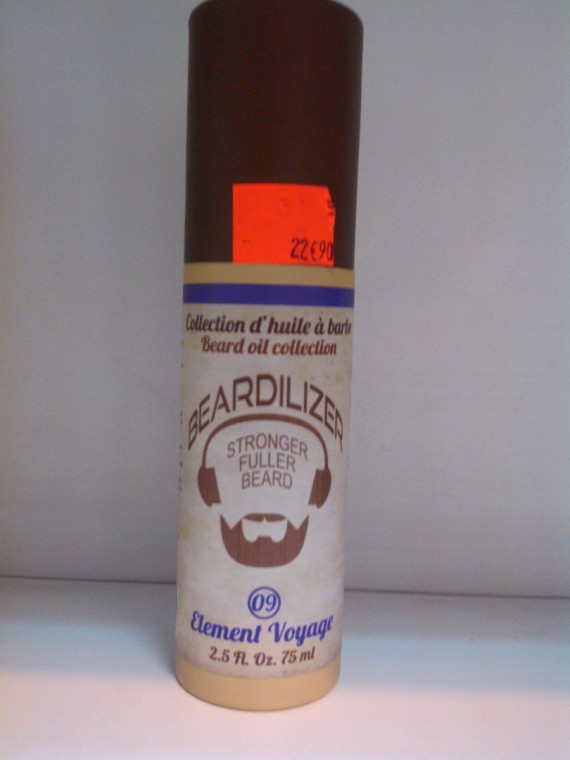 22€90
Collection d'huile à barbe
Beard oil collection
BEARDILIZER
STRONGER
FULLER
BEARD
09
Element Voyage
2.5 Fl. Oz. 75 ml